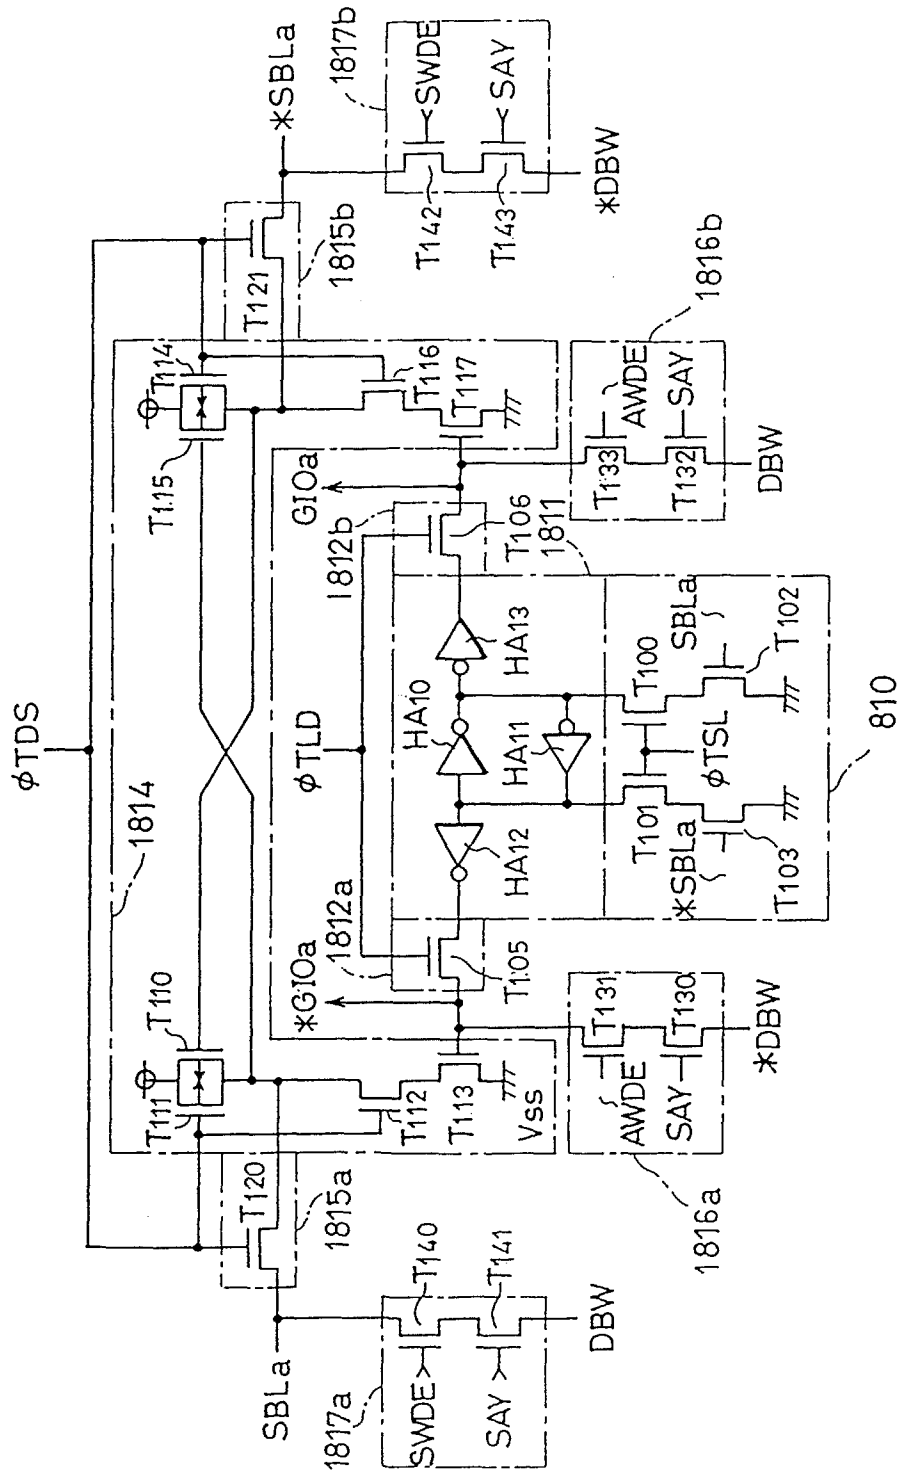 φTDS
1814
*SBLa
1817b
SWDE
SAY
T142
T143
*DBW
T121
1815b
T114
T115
T116
T117
GIOa
1812b
T106
1811
AWDE
SAY
T133
T132
1816b
DBW
φTLD
HA10
HA13
HA11
HA12
T100
T101
φTSL
SBLa
T102
*SBLa
T103
810
1812a
*GIOa
T105
T110
T111
T112
T113
Vss
T131
T130
AWDE
SAY
*DBW
1816a
T120
1815a
SBLa
T140
T141
SWDE
SAY
1817a
DBW